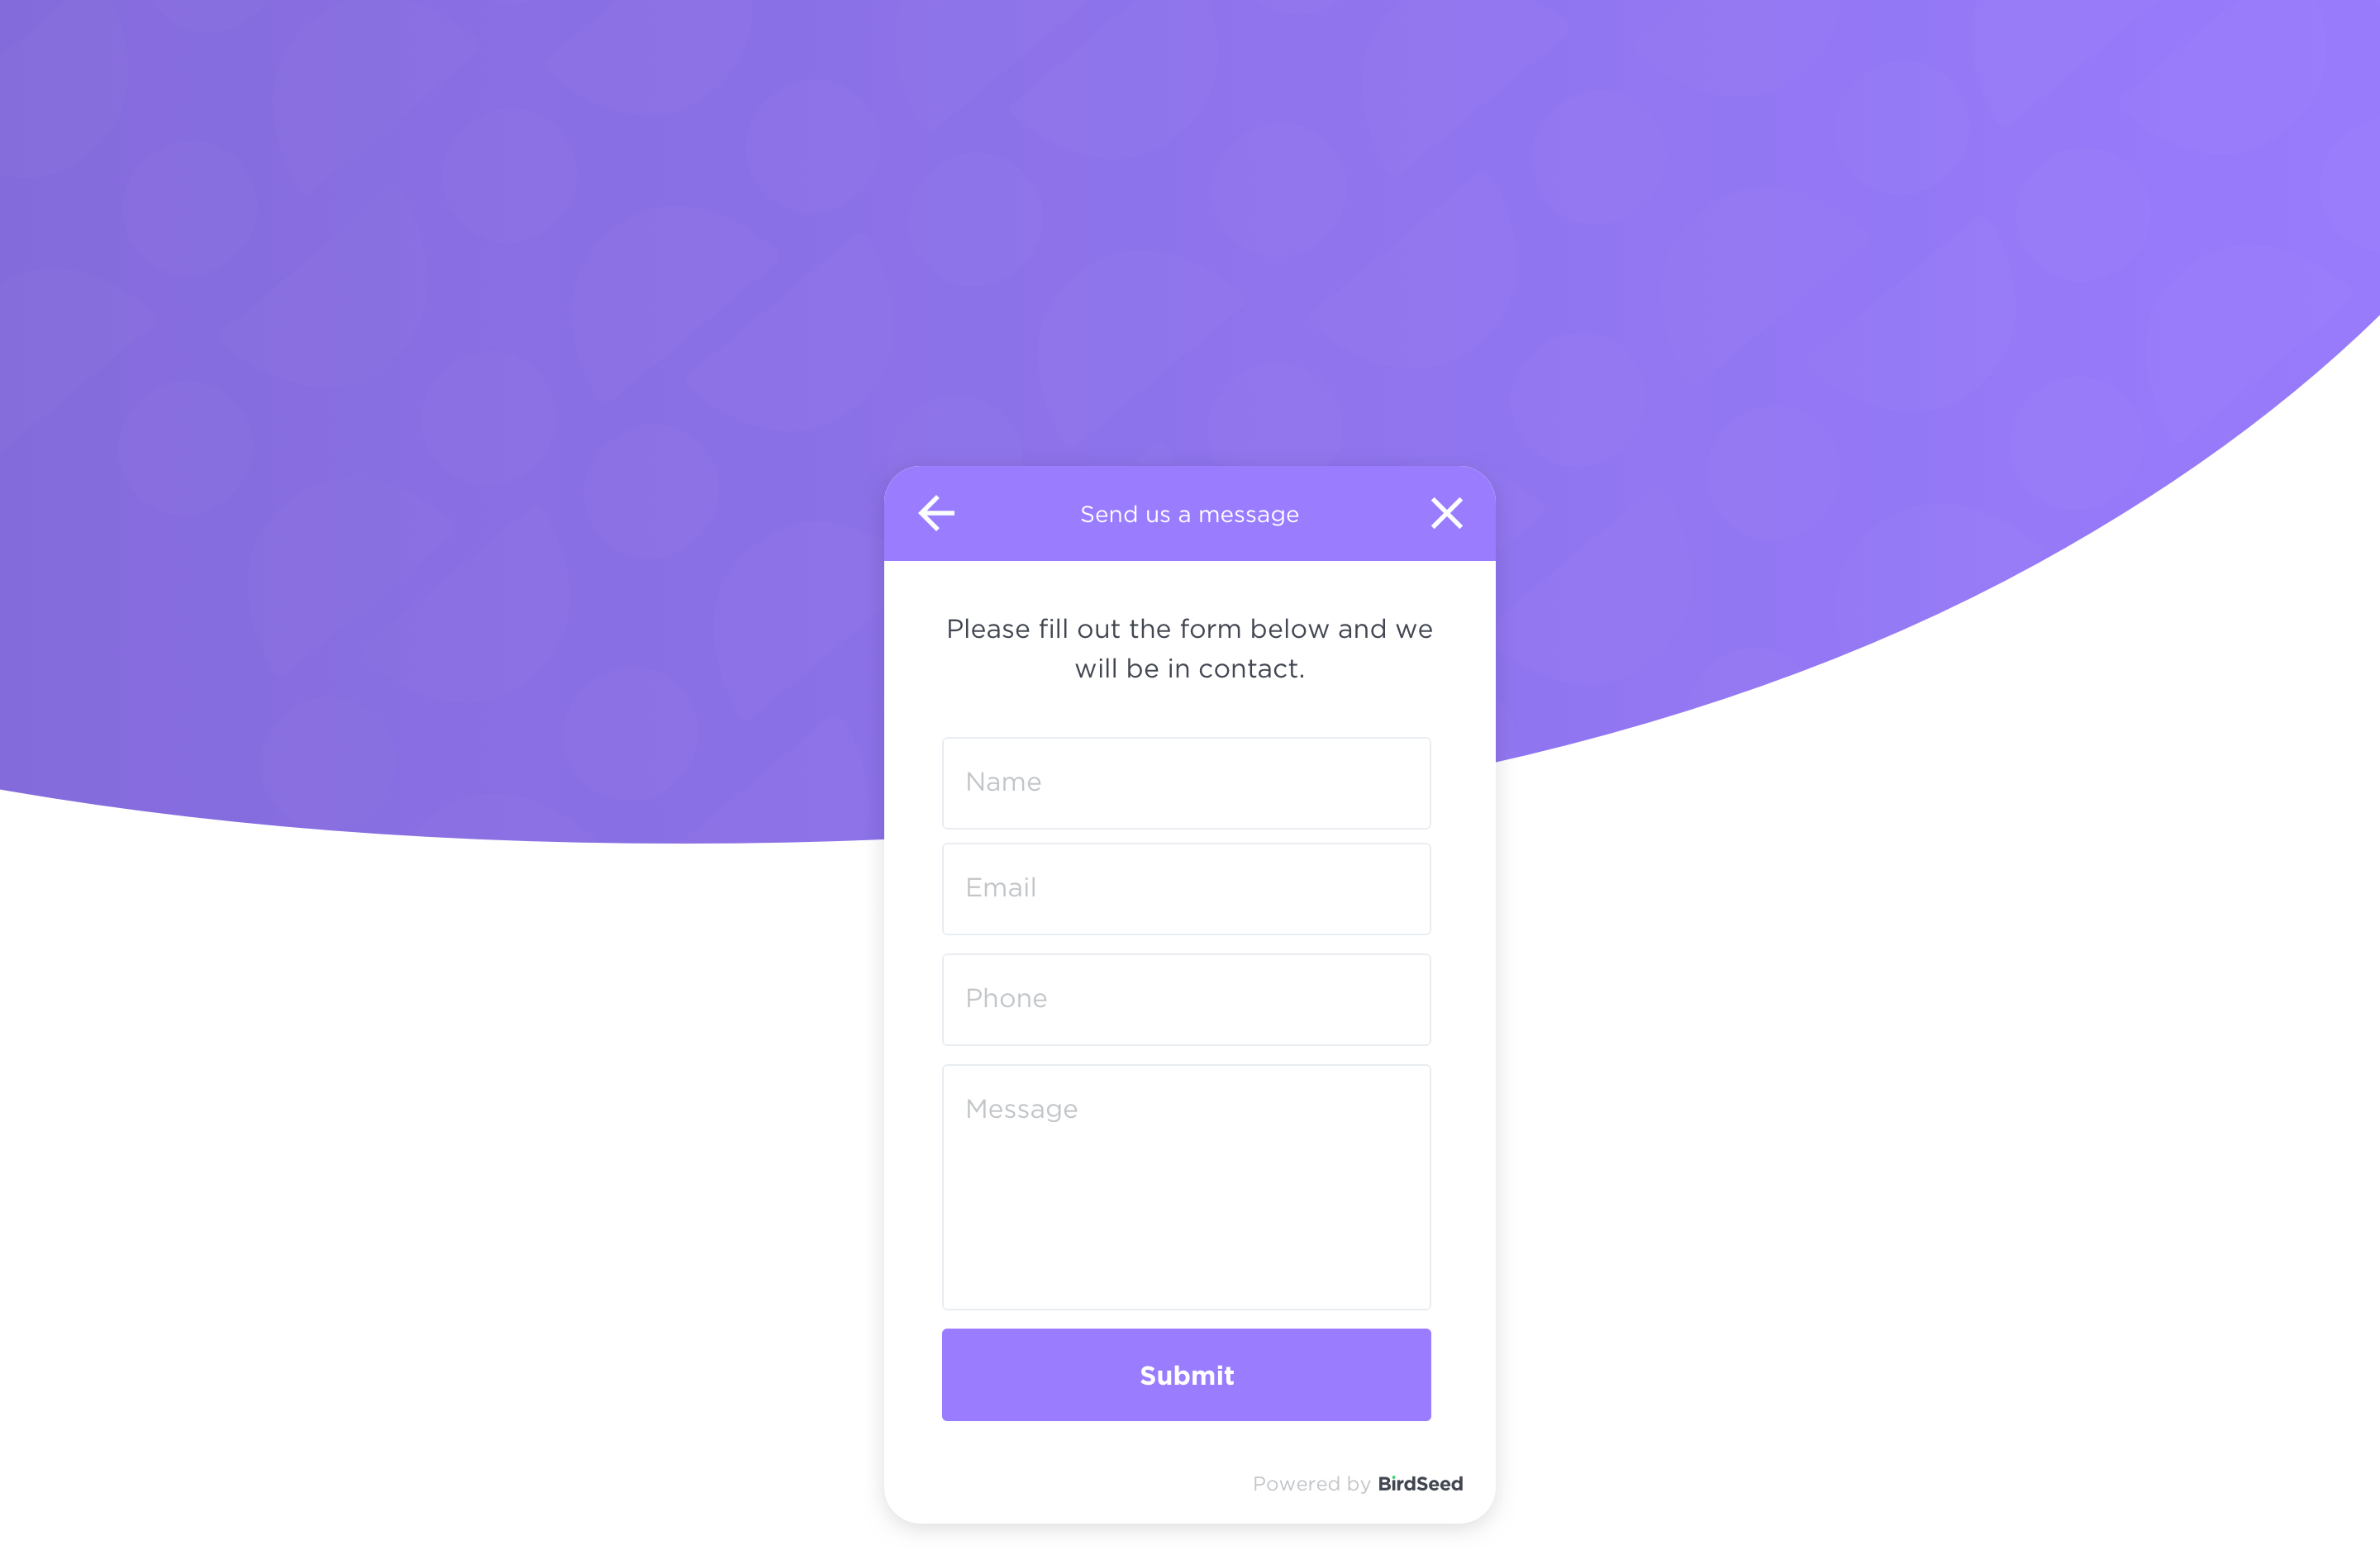 Send us a message
Please fill out the form below and we
will be in contact.
Name
Email
Phone
Message
Submit
Powered by BirdSeed